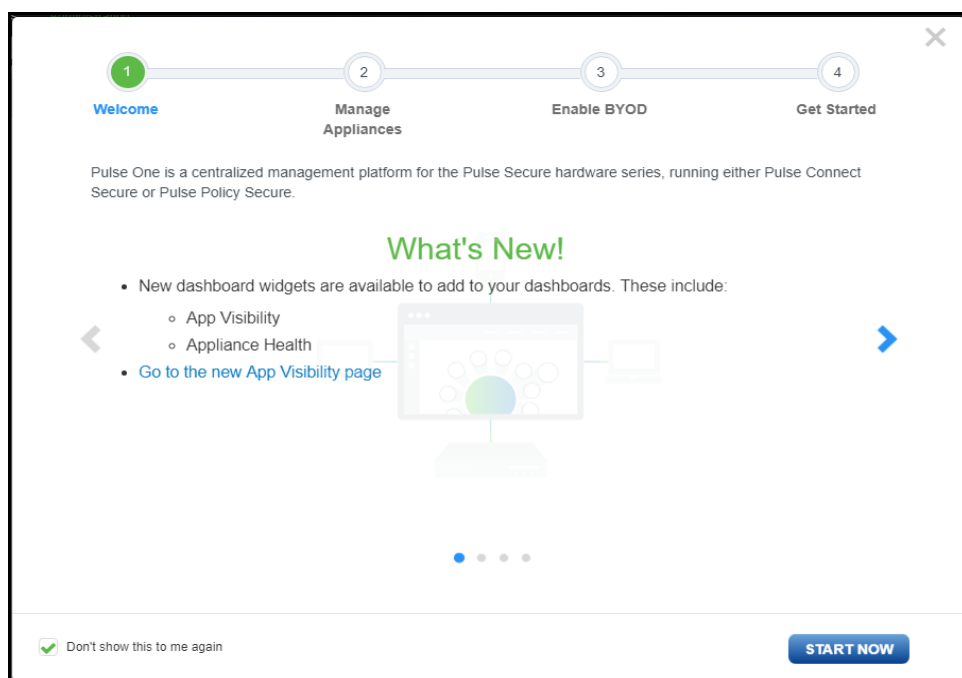 1
2
3
4
Welcome
Manage
Appliances
Enable BYOD
Get Started
Pulse One is a centralized management platform for the Pulse Secure hardware series, running either Pulse Connect
Secure or Pulse Policy Secure.
What's New!
New dashboard widgets are available to add to your dashboards. These include:
App Visibility
Appliance Health
Go to the new App Visibility page
Don't show this to me again
START NOW